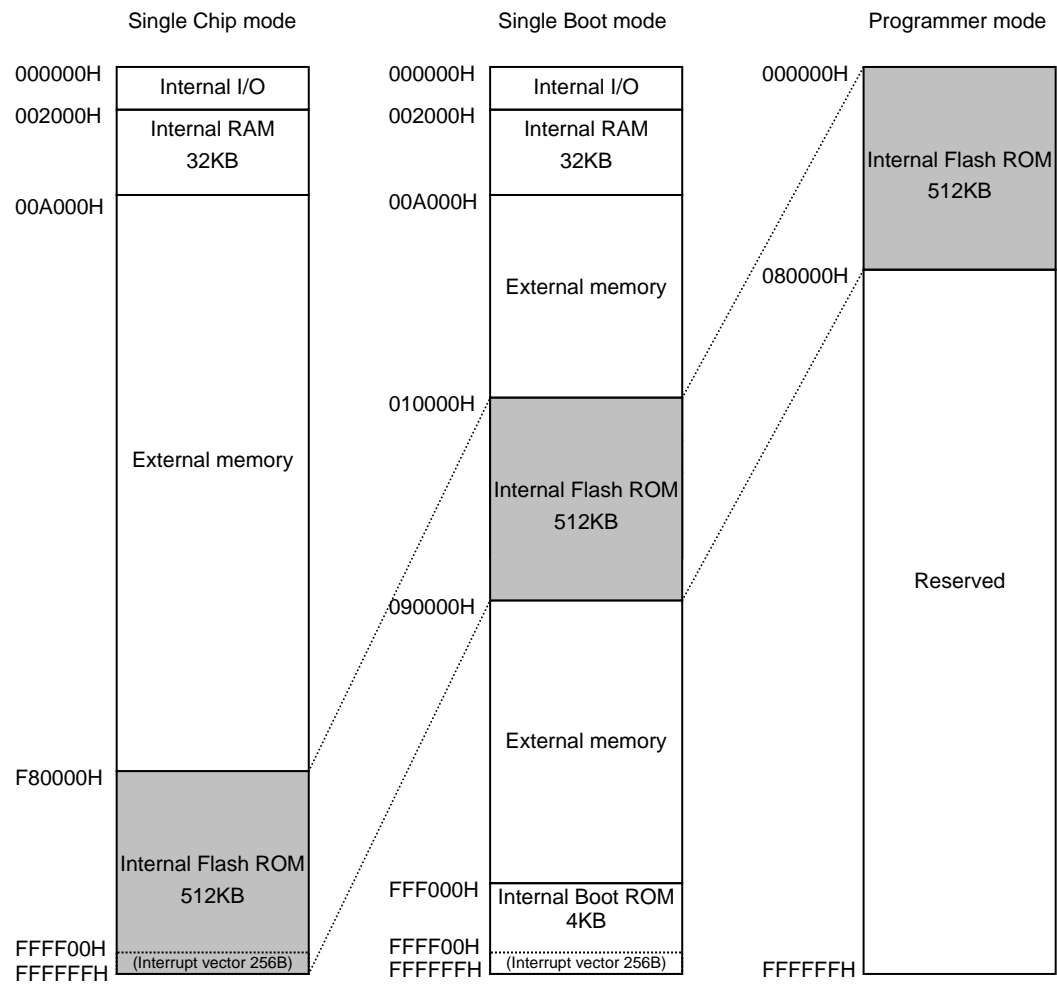 Single Chip mode
000000H
Internal I/O
002000H
Internal RAM
32KB
00A000H
External memory
F80000H
Internal Flash ROM
512KB
FFFF00H
(Interrupt vector 256B)
FFFFFFH
Single Boot mode
000000H
Internal I/O
002000H
Internal RAM
32KB
00A000H
External memory
010000H
Internal Flash ROM
512KB
090000H
External memory
FFF000H
Internal Boot ROM
4KB
FFFF00H
(Interrupt vector 256B)
FFFFFFH
Programmer mode
000000H
Internal Flash ROM
512KB
080000H
Reserved
FFFFFFH